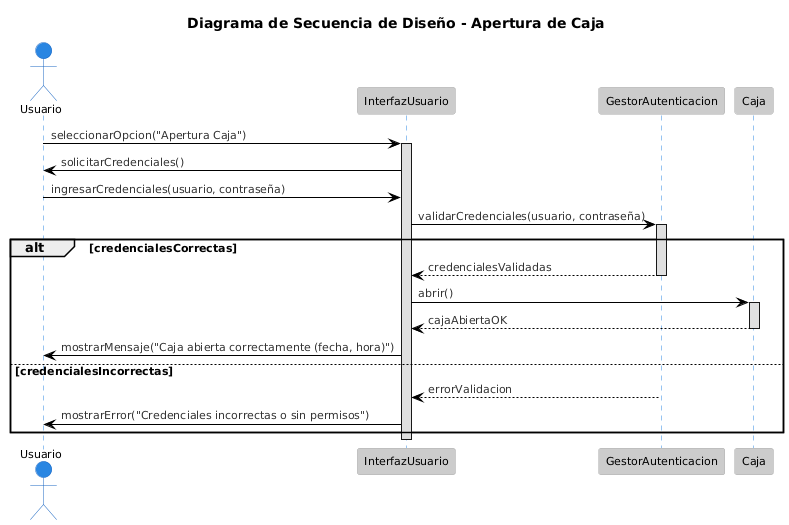 Diagrama de Secuencia de Diseño - Apertura de Caja
Usuario
InterfazUsuario
GestorAutenticacion
Caja
seleccionarOpcion("Apertura Caja")
solicitarCredenciales()
ingresarCredenciales(usuario, contraseña)
validarCredenciales(usuario, contraseña)
alt
[credencialesCorrectas]
credencialesValidadas
abrir()
cajaAbiertaOK
mostrarMensaje("Caja abierta correctamente (fecha, hora)")
[credencialesIncorrectas]
errorValidacion
mostrarError("Credenciales incorrectas o sin permisos")
Usuario
InterfazUsuario
GestorAutenticacion
Caja